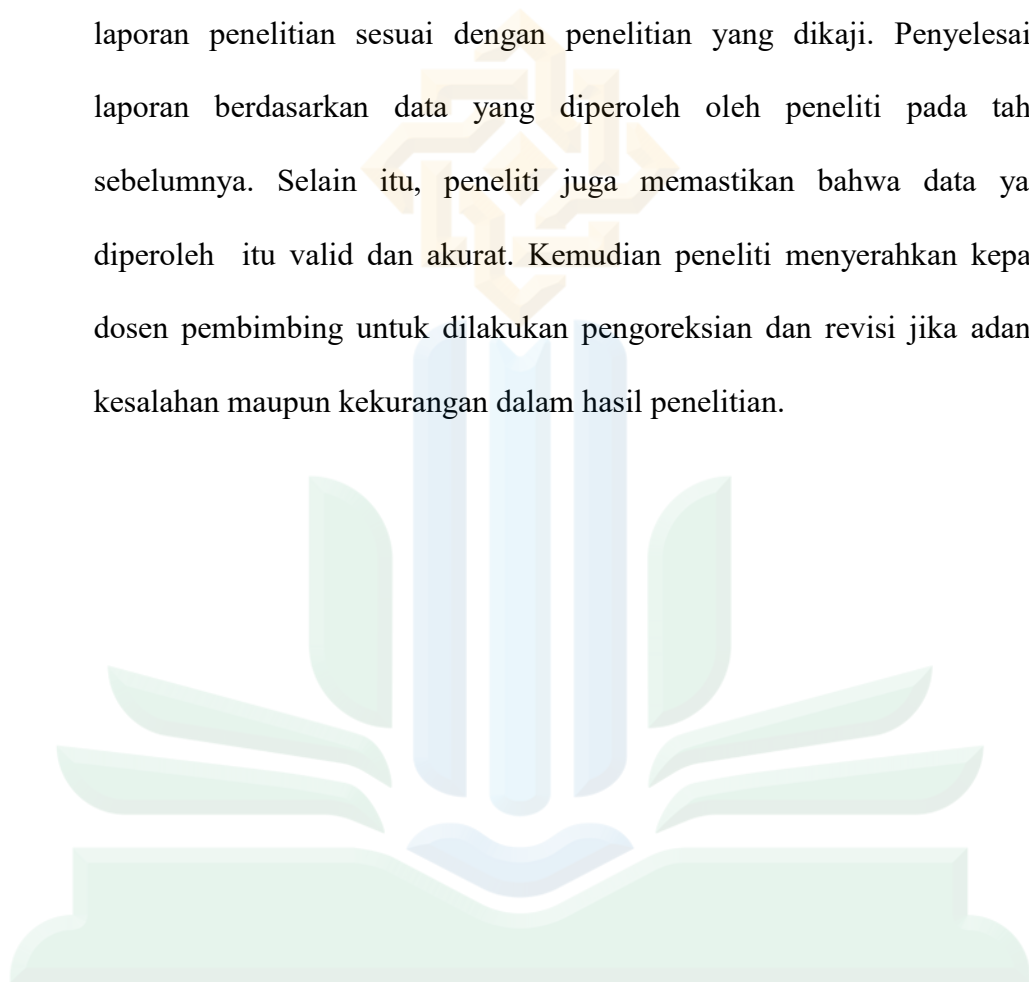 laporan penelitian sesuai dengan penelitian yang dikaji. Penyelesai
laporan berdasarkan data yang diperoleh oleh peneliti pada tah
sebelumnya. Selain itu, peneliti juga memastikan bahwa data ya
diperoleh itu valid dan akurat. Kemudian peneliti menyerahkan kepa
dosen pembimbing untuk dilakukan pengoreksian dan revisi jika adan
kesalahan maupun kekurangan dalam hasil penelitian.